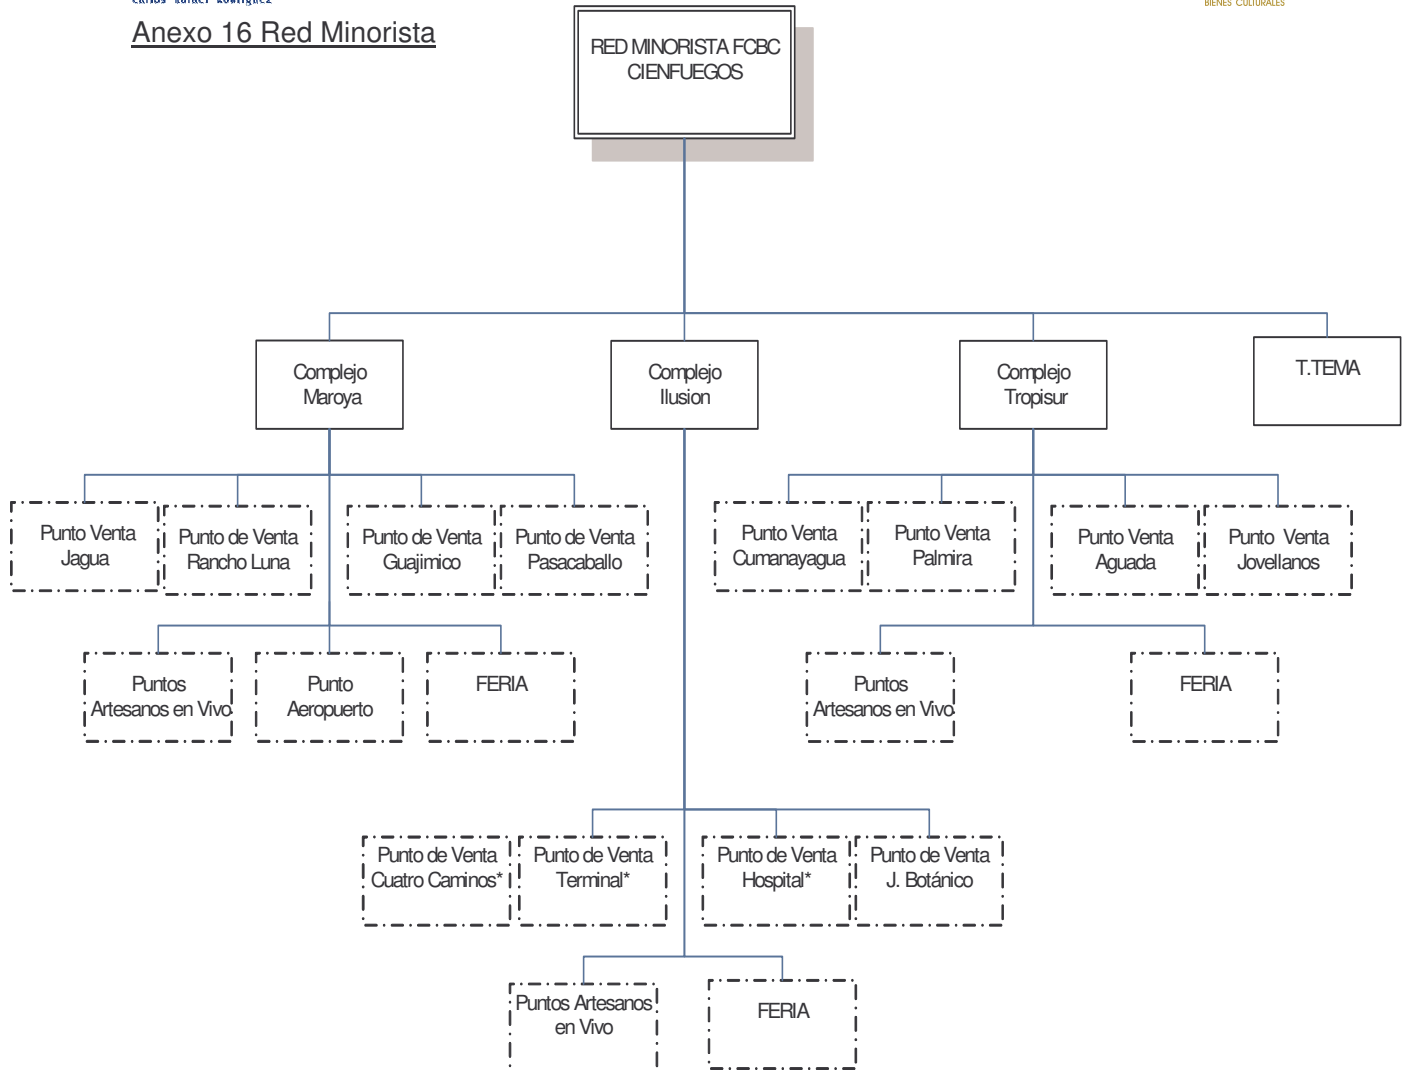 BIENES CULTURALES
Anexo 16 Red Minorista
RED MINORISTA FCBC
CIENFUEGOS
Complejo
Maroya
Complejo
Ilusion
Complejo
Tropisur
T.TEMA
Punto Venta
Jagua
Punto de Venta
Rancho Luna
Punto de Venta
Guajimico
Punto de Venta
Pasacaballo
Punto Venta
Cumanayagua
Punto Venta
Palmira
Punto Venta
Aguada
Punto Venta
Jovellanos
Puntos
Artesanos en Vivo
Punto
Aeropuerto
FERIA
Puntos
Artesanos en Vivo
FERIA
Punto de Venta
Cuatro Caminos*
Punto de Venta
Terminal*
Punto de Venta
Hospital*
Punto de Venta
J. Botánico
Puntos Artesanos
en Vivo
FERIA